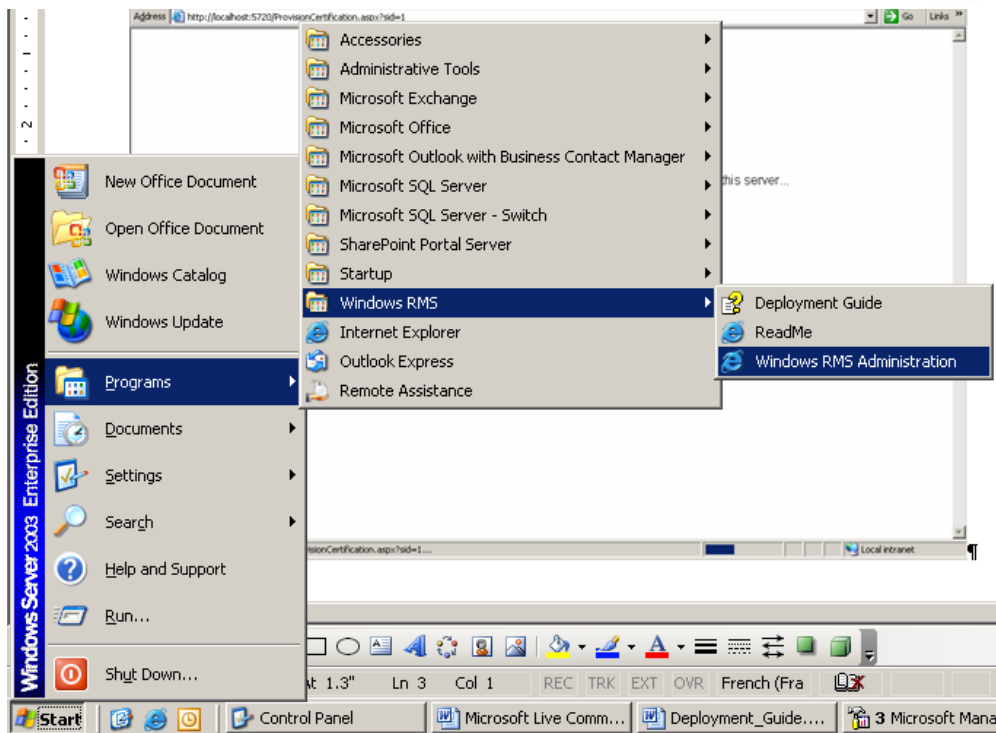 Address http://localhost:5720/ProvisionCertification.aspx?sid=1
Go Links »
2
this server...
Accessories
Administrative Tools
Microsoft Exchange
Microsoft Office
Microsoft Outlook with Business Contact Manager
Microsoft SQL Server
Microsoft SQL Server - Switch
SharePoint Portal Server
Startup
Windows RMS
Internet Explorer
Outlook Express
Remote Assistance
Deployment Guide
ReadMe
Windows RMS Administration
New Office Document
Open Office Document
Windows Catalog
Windows Update
Programs
Documents
Settings
Search
Help and Support
Run...
Shut Down...
Windows Server 2003 Enterprise Edition
visionCertification.aspx?sid=1...
Local intranet
¶
At 1.3" Ln 3 Col 1 REC TRK EXT OVR French (Fra
Start Control Panel Microsoft Live Comm... Deployment_Guide.... 3 Microsoft Mana